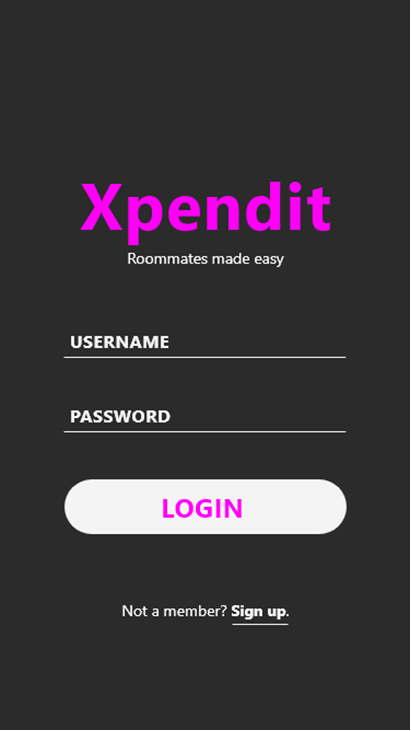 Xpendit
Roommates made easy
USERNAME
PASSWORD
LOGIN
Not a member? Sign up.